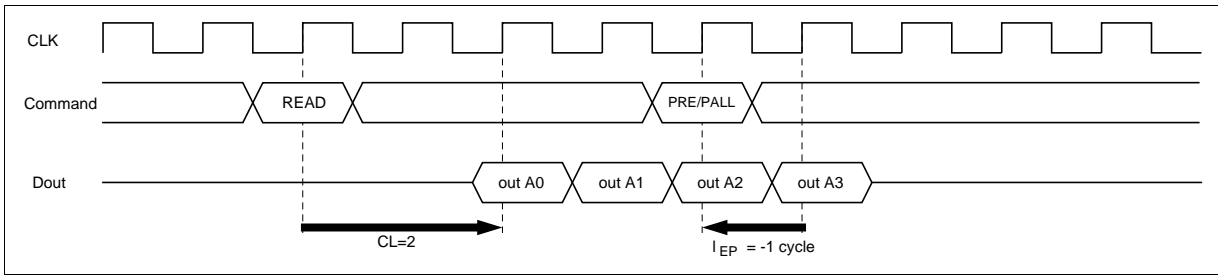 CLK
Command
READ
PRE/PALL
Dout
out A0
out A1
out A2
out A3
CL=2
l EP = -1 cycle